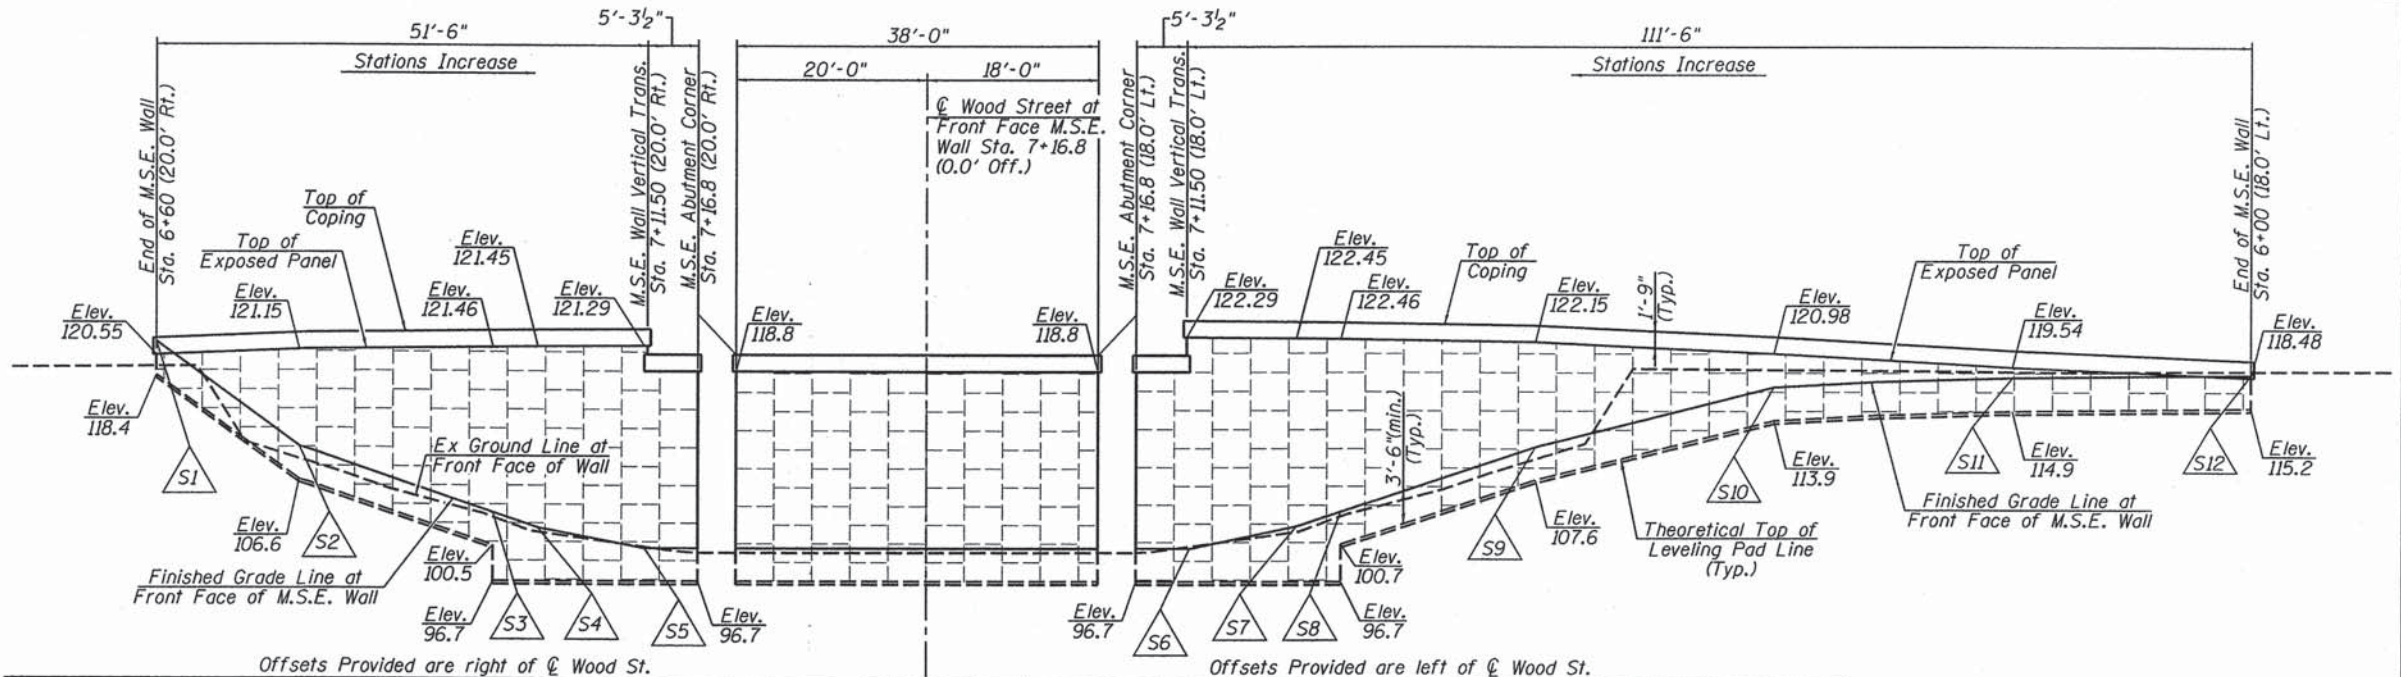 51'-6"
5'-3½"
38'-0"
5'-3½"
111'-6"
Stations Increase
20'-0"
18'-0"
Stations Increase
End of M.S.E. Wall
Sta. 6+60 (20.0' Rt.)
M.S.E. Wall Vertical Trans.
Sta. 7+11.50 (20.0' Rt.)
M.S.E. Abutment Corner
Sta. 7+16.8 (20.0' Rt.)
℄ Wood Street at
Front Face M.S.E.
Wall Sta. 7+16.8
(0.0' Off.)
M.S.E. Abutment Corner
Sta. 7+16.8 (18.0' Lt.)
M.S.E. Wall Vertical Trans.
Sta. 7+11.50 (18.0' Lt.)
End of M.S.E. Wall
Sta. 6+00 (18.0' Lt.)
Top of
Coping
Top of
Exposed Panel
Elev.
120.55
Elev.
121.15
Elev.
121.46
Elev.
121.45
Elev.
121.29
Elev.
118.8
Elev.
118.8
Elev.
122.29
Elev.
122.45
Elev.
122.46
Top of
Coping
Elev.
122.15
1'-9"
(Typ.)
Elev.
120.98
Top of
Exposed Panel
Elev.
119.54
Elev.
118.48
Elev.
118.4
S1
Elev.
106.6
S2
Ex Ground Line at
Front Face of Wall
Finished Grade Line at
Front Face of M.S.E. Wall
Elev.
100.5
Elev.
96.7
S3
S4
S5
Elev.
96.7
Elev.
96.7
S6
S7
S8
Elev.
100.7
Elev.
96.7
3'-6"(min.)
(Typ.)
S9
Elev.
107.6
Theoretical Top of
Leveling Pad Line
(Typ.)
S10
Elev.
113.9
Finished Grade Line at
Front Face of M.S.E. Wall
S11
Elev.
114.9
S12
Elev.
115.2
Offsets Provided are right of ℄ Wood St.
Offsets Provided are left of ℄ Wood St.